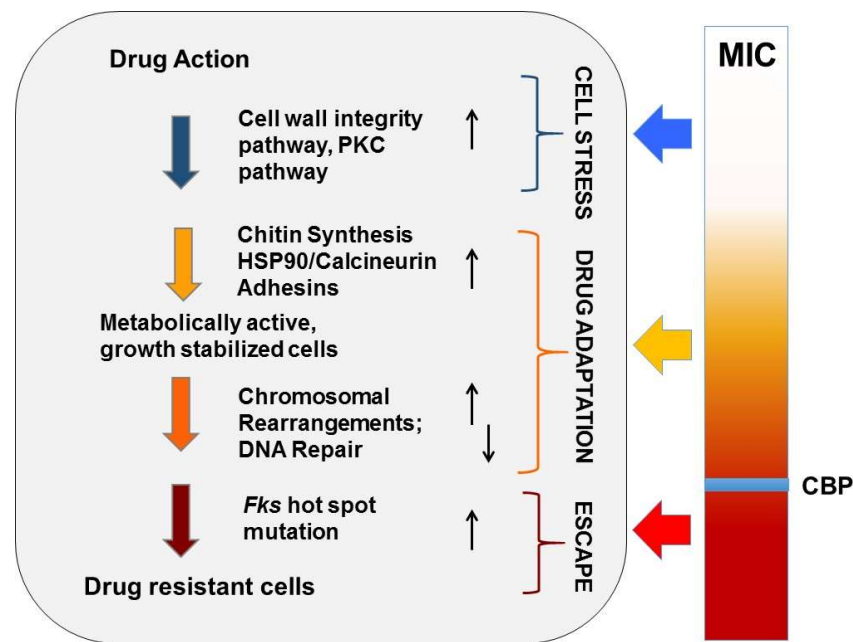 Drug Action
Cell wall integrity
pathway, PKC
pathway
Chitin Synthesis
HSP90/Calcineurin
Adhesins
Metabolically active,
growth stabilized cells
Chromosomal
Rearrangements;
DNA Repair
Fks hot spot
mutation
Drug resistant cells
CELL STRESS
DRUG ADAPTATION
ESCAPE
MIC
CBP